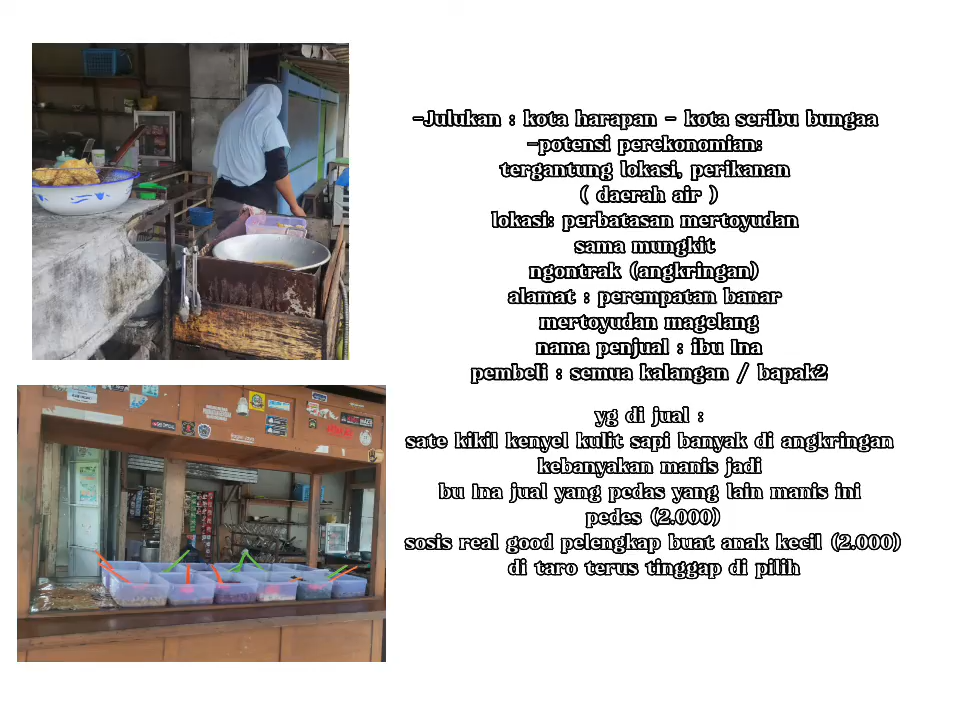 -Julukan : kota harapan - kota seribu bungaa
-potensi perekonomian:
tergantung lokasi, perikanan
( daerah air )
lokasi: perbatasan mertoyudan
sama mungkit
ngontrak (angkringan)
alamat : perempatan banar
mertoyudan magelang
nama penjual : ibu Ina
pembeli : semua kalangan / bapak2
yg di jual :
sate kikil kenyel kulit sapi banyak di angkringan
kebanyakan manis jadi
bu Ina jual yang pedas yang lain manis ini
pedes (2.000)
sosis real good pelengkap buat anak kecil (2.000)
di taro terus tinggap di pilih